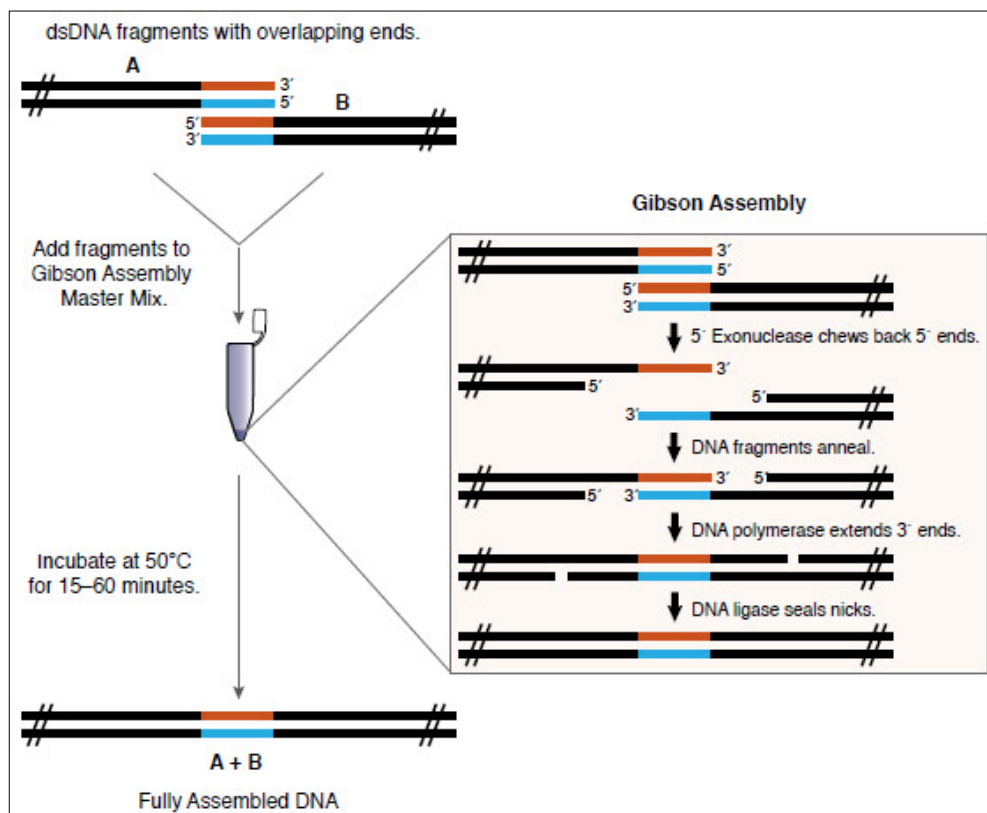 dsDNA fragments with overlapping ends.
A
3′
5′
B
5′
3′
Add fragments to
Gibson Assembly
Master Mix.
Incubate at 50°C
for 15–60 minutes.
A + B
Fully Assembled DNA
Gibson Assembly
3′
5′
5′
3′
5′ Exonuclease chews back 5′ ends.
3′
5′
5′
3′
DNA fragments anneal.
3′ 5′
5′ 3′
DNA polymerase extends 3′ ends.
DNA ligase seals nicks.